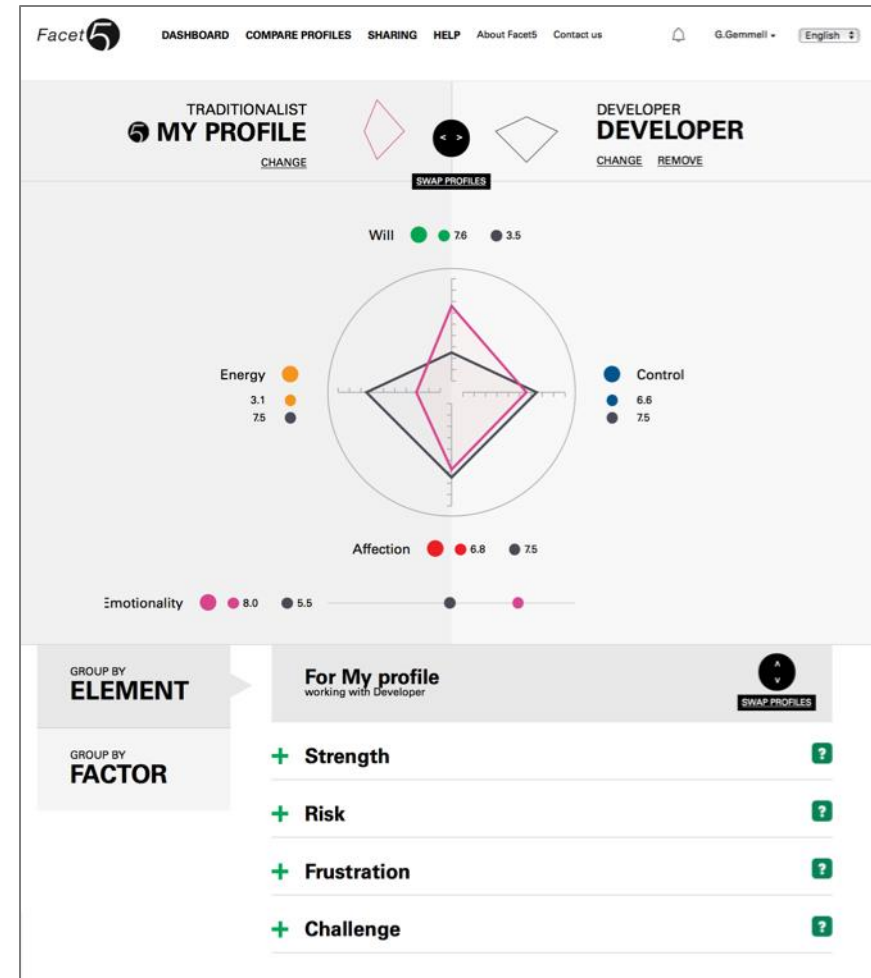 Facet5
DASHBOARD COMPARE PROFILES SHARING HELP About Facet5 Contact us G.Gemmell English
TRADITIONALIST
5 MY PROFILE
CHANGE
< >
SWAP PROFILES
DEVELOPER
DEVELOPER
CHANGE REMOVE
Will 7.6 3.5
Energy
3.1
7.5
Control
6.6
7.5
Affection 6.8 7.5
Emotionality 8.0 5.5
GROUP BY
ELEMENT
GROUP BY
FACTOR
For My profile
working with Developer
SWAP PROFILES
+ Strength ?
+ Risk ?
+ Frustration ?
+ Challenge ?